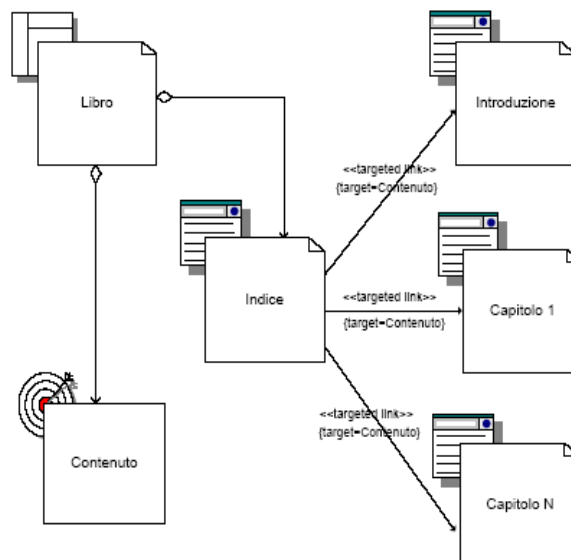 Libro
Introduzione
<<targeted link>>
{target=Contenuto}
Indice
<<targeted link>>
{target=Contenuto}
Capitolo 1
<<targeted link>>
{target=Contenuto}
Contenuto
Capitolo N